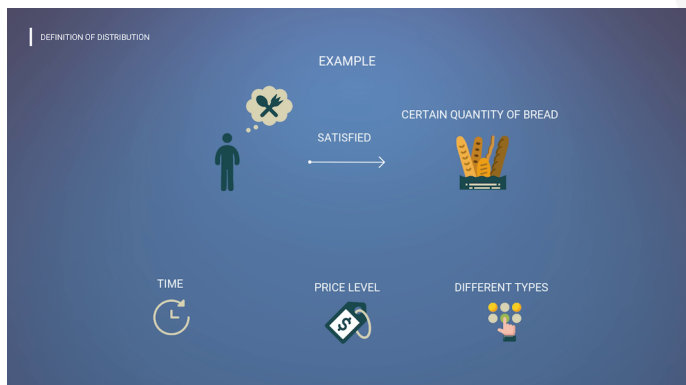 DEFINITION OF DISTRIBUTION
EXAMPLE
CERTAIN QUANTITY OF BREAD
SATISFIED
TIME
PRICE LEVEL
DIFFERENT TYPES
$